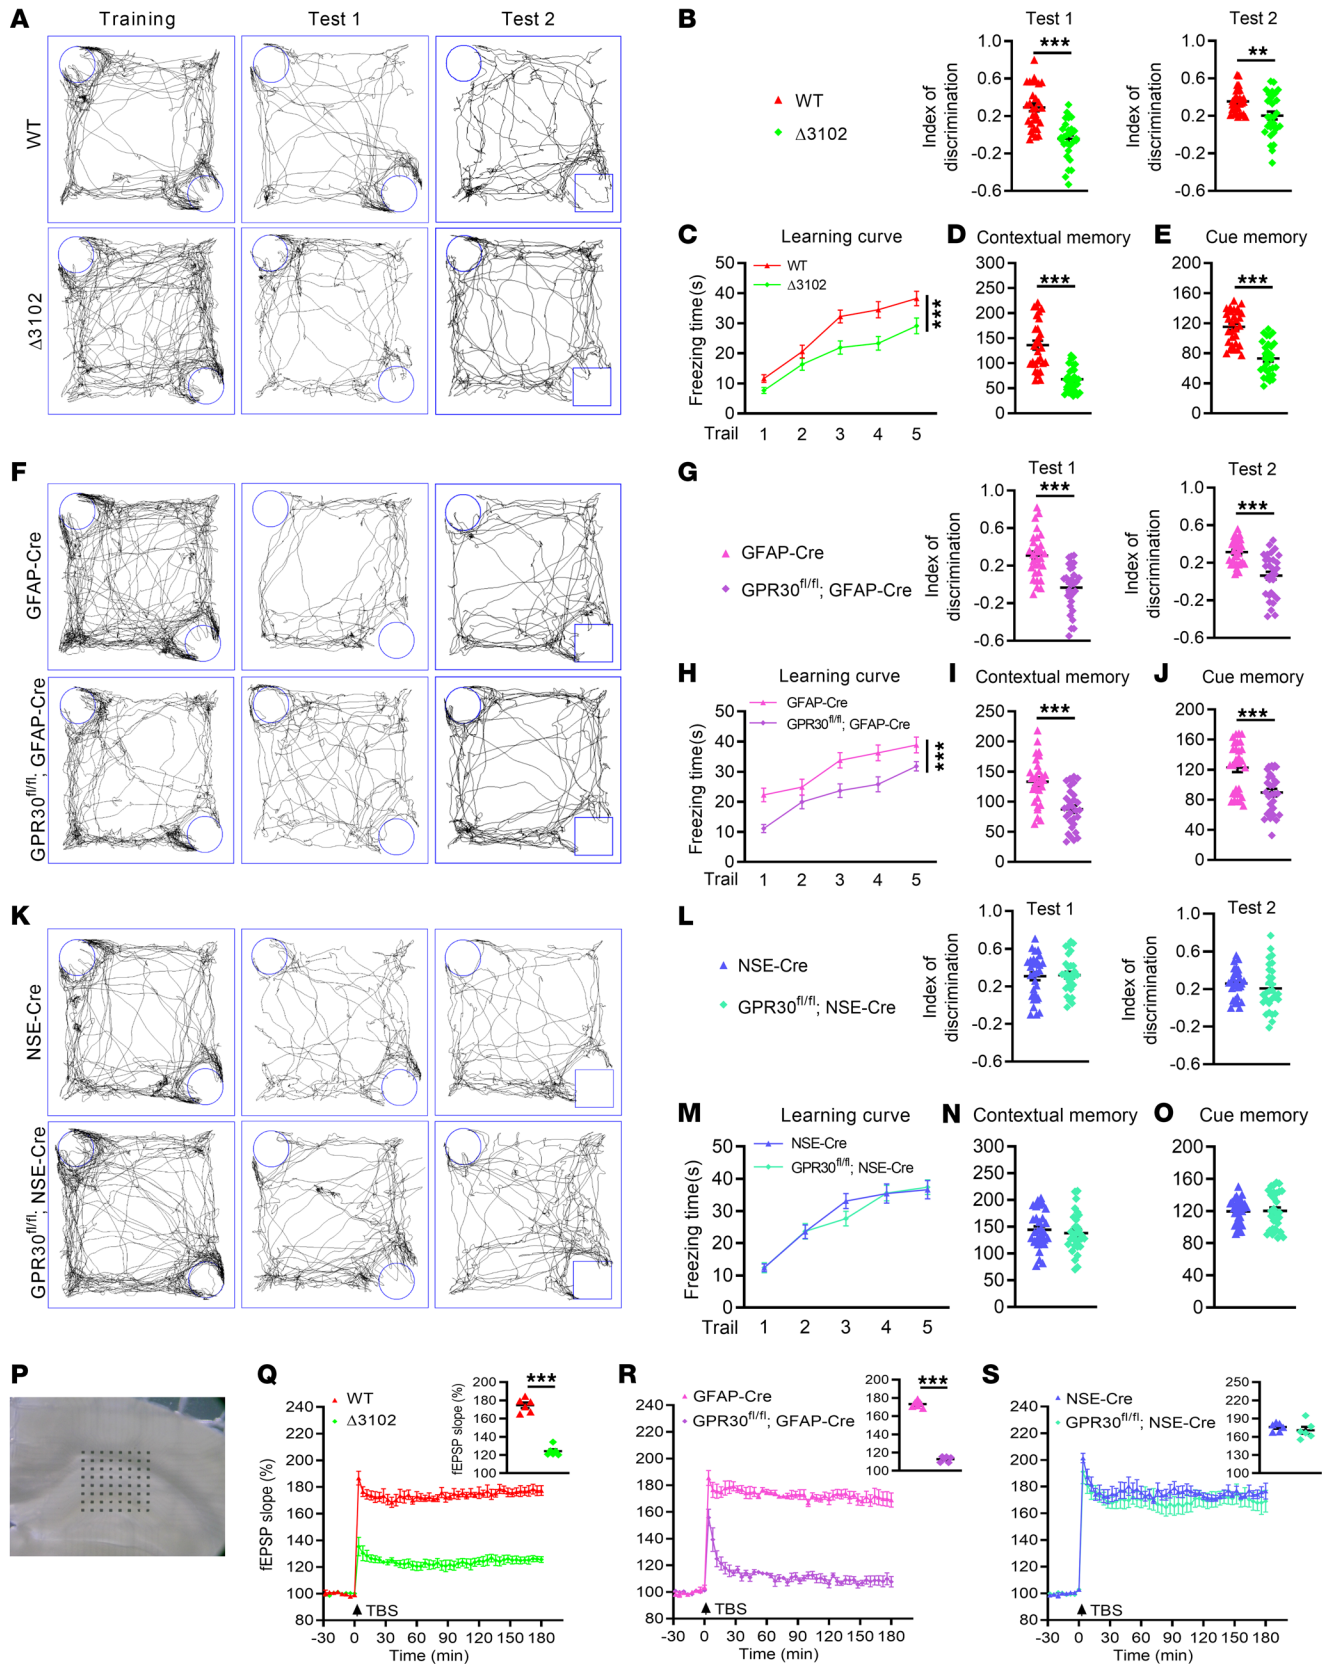 A
Training
Test 1
Test 2
WT
Δ3102
B
WT
Δ3102
Test 1
Index of
discrimination
1.0
0.6
0.2
-0.2
-0.6
***
Test 2
Index of
discrimination
1.0
0.6
0.2
-0.2
-0.6
**
C
Learning curve
WT
Δ3102
Freezing time(s)
50
40
30
20
10
0
***
Trail
1 2 3 4 5
D
Contextual memory
300
250
200
150
100
50
0
***
E
Cue memory
200
160
120
80
40
0
***
F
GFAP-Cre
GPR30fl/fl; GFAP-Cre
G
GFAP-Cre
GPR30fl/fl; GFAP-Cre
Test 1
Index of
discrimination
1.0
0.6
0.2
-0.2
-0.6
***
Test 2
Index of
discrimination
1.0
0.6
0.2
-0.2
-0.6
***
H
Learning curve
GFAP-Cre
GPR30fl/fl; GFAP-Cre
Freezing time(s)
50
40
30
20
10
0
***
Trail
1 2 3 4 5
I
Contextual memory
250
200
150
100
50
0
***
J
Cue memory
200
160
120
80
40
0
***
K
NSE-Cre
GPR30fl/fl; NSE-Cre
L
NSE-Cre
GPR30fl/fl; NSE-Cre
Test 1
Index of
discrimination
1.0
0.6
0.2
-0.2
-0.6
Test 2
Index of
discrimination
1.0
0.6
0.2
-0.2
-0.6
M
Learning curve
NSE-Cre
GPR30fl/fl; NSE-Cre
Freezing time(s)
50
40
30
20
10
0
Trail
1 2 3 4 5
N
Contextual memory
300
250
200
150
100
50
0
O
Cue memory
200
160
120
80
40
0
P
Q
WT
Δ3102
fEPSP slope (%)
240
220
200
180
160
140
120
100
80
TBS
-30 0 30 60 90 120 150 180
Time (min)
fEPSP slope (%)
200
180
160
140
120
100
***
R
GFAP-Cre
GPR30fl/fl; GFAP-Cre
240
220
200
180
160
140
120
100
80
TBS
-30 0 30 60 90 120 150 180
Time (min)
200
180
160
140
120
100
***
S
NSE-Cre
GPR30fl/fl; NSE-Cre
240
220
200
180
160
140
120
100
80
TBS
-30 0 30 60 90 120 150 180
Time (min)
250
220
190
160
130
100